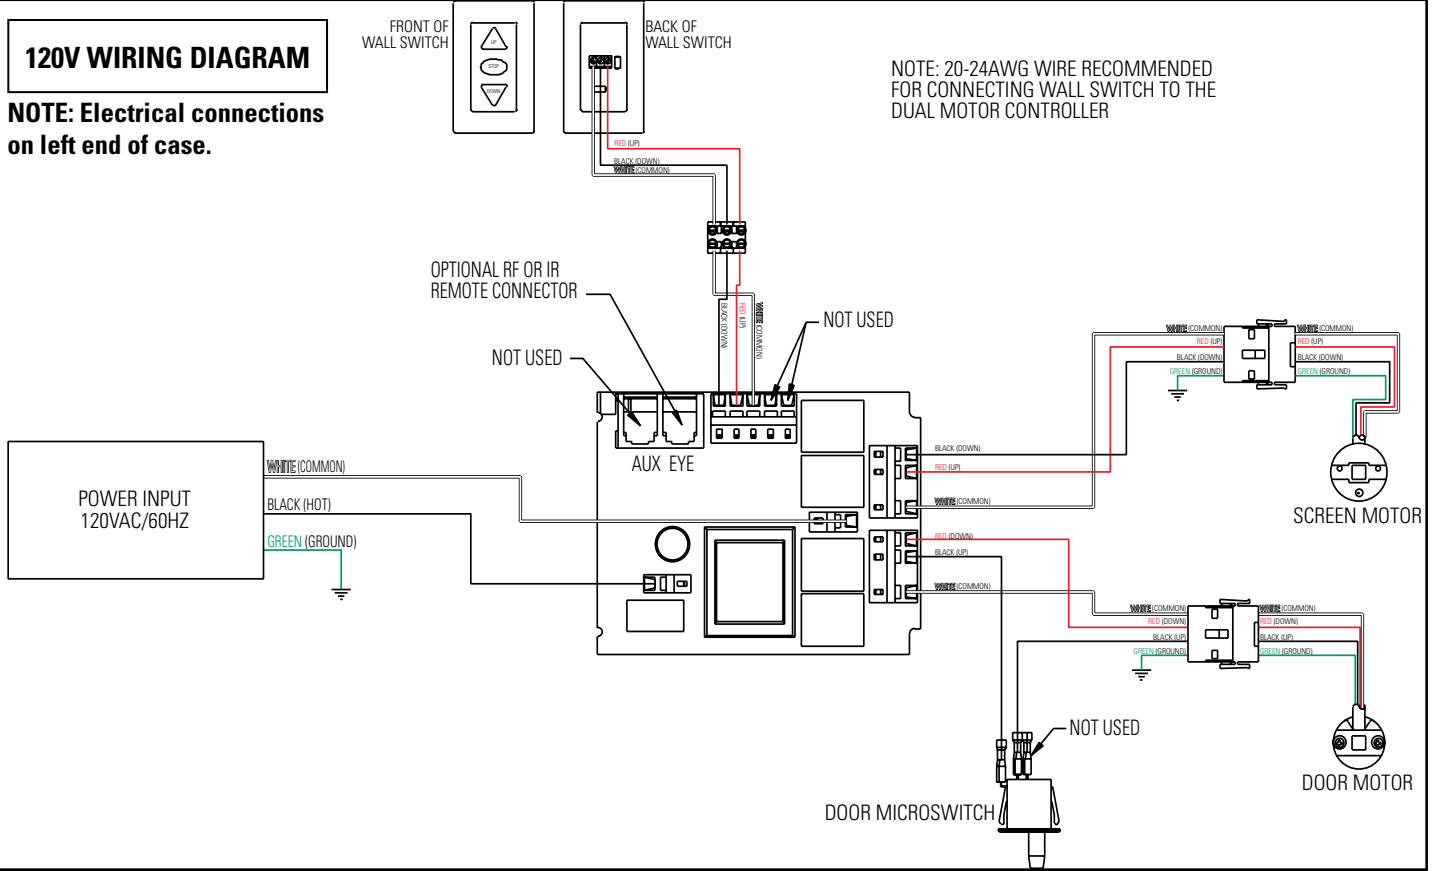 120V WIRING DIAGRAM
NOTE: Electrical connections
on left end of case.
FRONT OF
WALL SWITCH
UP
STOP
DOWN
BACK OF
WALL SWITCH
NOTE: 20-24AWG WIRE RECOMMENDED
FOR CONNECTING WALL SWITCH TO THE
DUAL MOTOR CONTROLLER
RED (UP)
BLACK (DOWN)
WHITE (COMMON)
OPTIONAL RF OR IR
REMOTE CONNECTOR
NOT USED
BLACK (DOWN)
RED (UP)
WHITE (COMMON)
NOT USED
AUX EYE
WHITE (COMMON)
RED (UP)
BLACK (DOWN)
GREEN (GROUND)
WHITE (COMMON)
RED (UP)
BLACK (DOWN)
GREEN (GROUND)
SCREEN MOTOR
POWER INPUT
120VAC/60HZ
WHITE (COMMON)
BLACK (HOT)
GREEN (GROUND)
BLACK (DOWN)
RED (UP)
WHITE (COMMON)
RED (DOWN)
BLACK (UP)
WHITE (COMMON)
WHITE (COMMON)
RED (DOWN)
BLACK (UP)
GREEN (GROUND)
WHITE (COMMON)
RED (DOWN)
BLACK (UP)
GREEN (GROUND)
NOT USED
DOOR MOTOR
DOOR MICROSWITCH